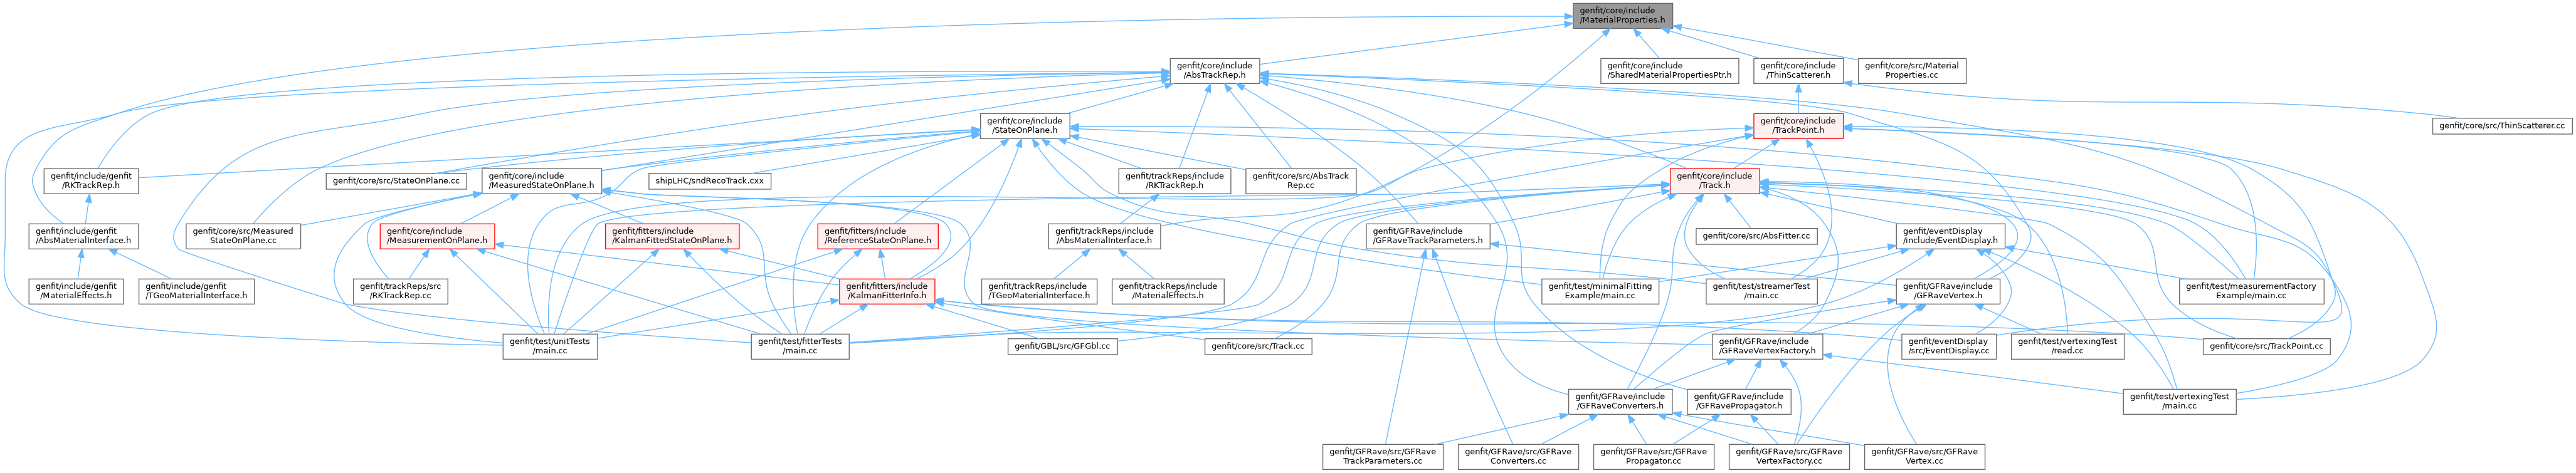 genfit/core/include
/MaterialProperties.h
genfit/core/include
/AbsTrackRep.h
genfit/core/include
/SharedMaterialPropertiesPtr.h
genfit/core/include
/ThinScatterer.h
genfit/core/src/Material
Properties.cc
genfit/core/include
/StateOnPlane.h
genfit/core/include
/TrackPoint.h
genfit/core/src/ThinScatterer.cc
genfit/include/genfit
/RKTrackRep.h
genfit/core/src/StateOnPlane.cc
genfit/core/include
/MeasuredStateOnPlane.h
shipLHC/sndRecoTrack.cxx
genfit/trackReps/include
/RKTrackRep.h
genfit/core/src/AbsTrack
Rep.cc
genfit/core/include
/Track.h
genfit/include/genfit
/AbsMaterialInterface.h
genfit/core/src/Measured
StateOnPlane.cc
genfit/core/include
/MeasurementOnPlane.h
genfit/fitters/include
/KalmanFittedStateOnPlane.h
genfit/fitters/include
/ReferenceStateOnPlane.h
genfit/trackReps/include
/AbsMaterialInterface.h
genfit/GFRave/include
/GFRaveTrackParameters.h
genfit/core/src/AbsFitter.cc
genfit/eventDisplay
/include/EventDisplay.h
genfit/include/genfit
/MaterialEffects.h
genfit/include/genfit
/TGeoMaterialInterface.h
genfit/trackReps/src
/RKTrackRep.cc
genfit/fitters/include
/KalmanFitterInfo.h
genfit/trackReps/include
/TGeoMaterialInterface.h
genfit/trackReps/include
/MaterialEffects.h
genfit/test/minimalFitting
Example/main.cc
genfit/test/streamerTest
/main.cc
genfit/GFRave/include
/GFRaveVertex.h
genfit/test/measurementFactory
Example/main.cc
genfit/test/unitTests
/main.cc
genfit/test/fitterTests
/main.cc
genfit/GBL/src/GFGbl.cc
genfit/core/src/Track.cc
genfit/GFRave/include
/GFRaveVertexFactory.h
genfit/eventDisplay
/src/EventDisplay.cc
genfit/test/vertexingTest
/read.cc
genfit/core/src/TrackPoint.cc
genfit/GFRave/include
/GFRaveConverters.h
genfit/GFRave/include
/GFRavePropagator.h
genfit/test/vertexingTest
/main.cc
genfit/GFRave/src/GFRave
TrackParameters.cc
genfit/GFRave/src/GFRave
Converters.cc
genfit/GFRave/src/GFRave
Propagator.cc
genfit/GFRave/src/GFRave
VertexFactory.cc
genfit/GFRave/src/GFRave
Vertex.cc